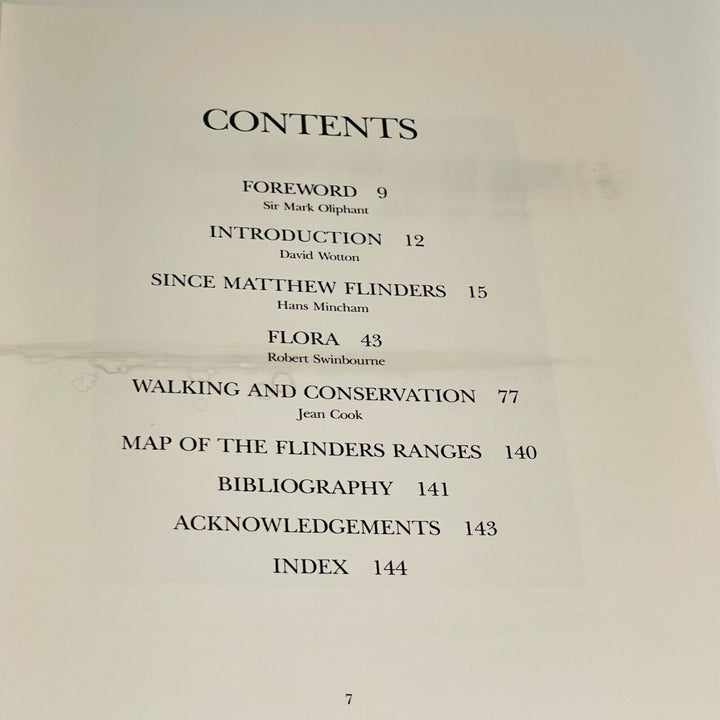 CONTENTS
FOREWORD 9
Sir Mark Oliphant
INTRODUCTION 12
David Wotton
SINCE MATTHEW FLINDERS 15
Hans Mincham
FLORA 43
Robert Swinbourne
WALKING AND CONSERVATION 77
Jean Cook
MAP OF THE FLINDERS RANGES 140
BIBLIOGRAPHY 141
ACKNOWLEDGEMENTS 143
INDEX 144
7